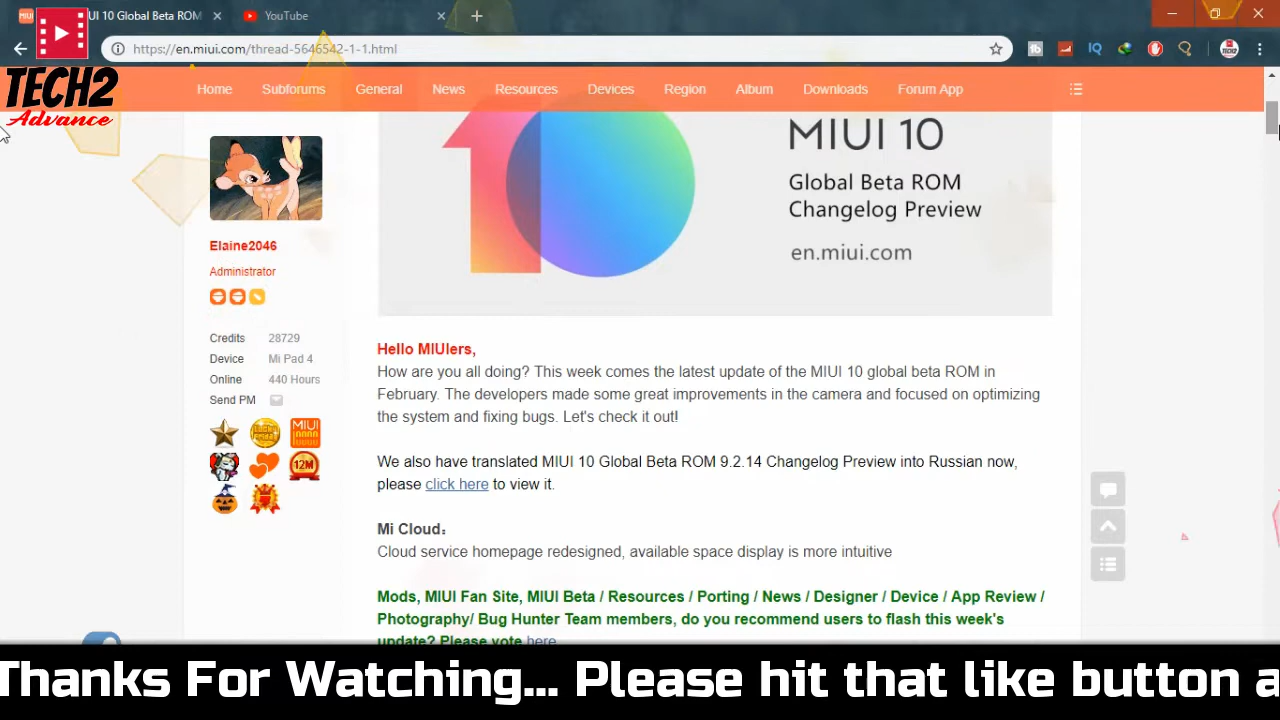 UI 10 Global Beta ROM
YouTube
https://en.miui.com/thread-5646542-1-1.html
TECH2
Advance
Home Subforums General News Resources Devices Region Album Downloads Forum App
MIUI 10
Global Beta ROM
Changelog Preview
en.miui.com
Elaine2046
Administrator
Credits 28729
Device Mi Pad 4
Online 440 Hours
Send PM
MIUI
12M
Hello MIUIers,
How are you all doing? This week comes the latest update of the MIUI 10 global beta ROM in
February. The developers made some great improvements in the camera and focused on optimizing
the system and fixing bugs. Let's check it out!
We also have translated MIUI 10 Global Beta ROM 9.2.14 Changelog Preview into Russian now,
please click here to view it.
Mi Cloud：
Cloud service homepage redesigned, available space display is more intuitive
Mods, MIUI Fan Site, MIUI Beta / Resources / Porting / News / Designer / Device / App Review /
Photography/ Bug Hunter Team members, do you recommend users to flash this week's
update? Please vote here
Thanks For Watching... Please hit that like button a